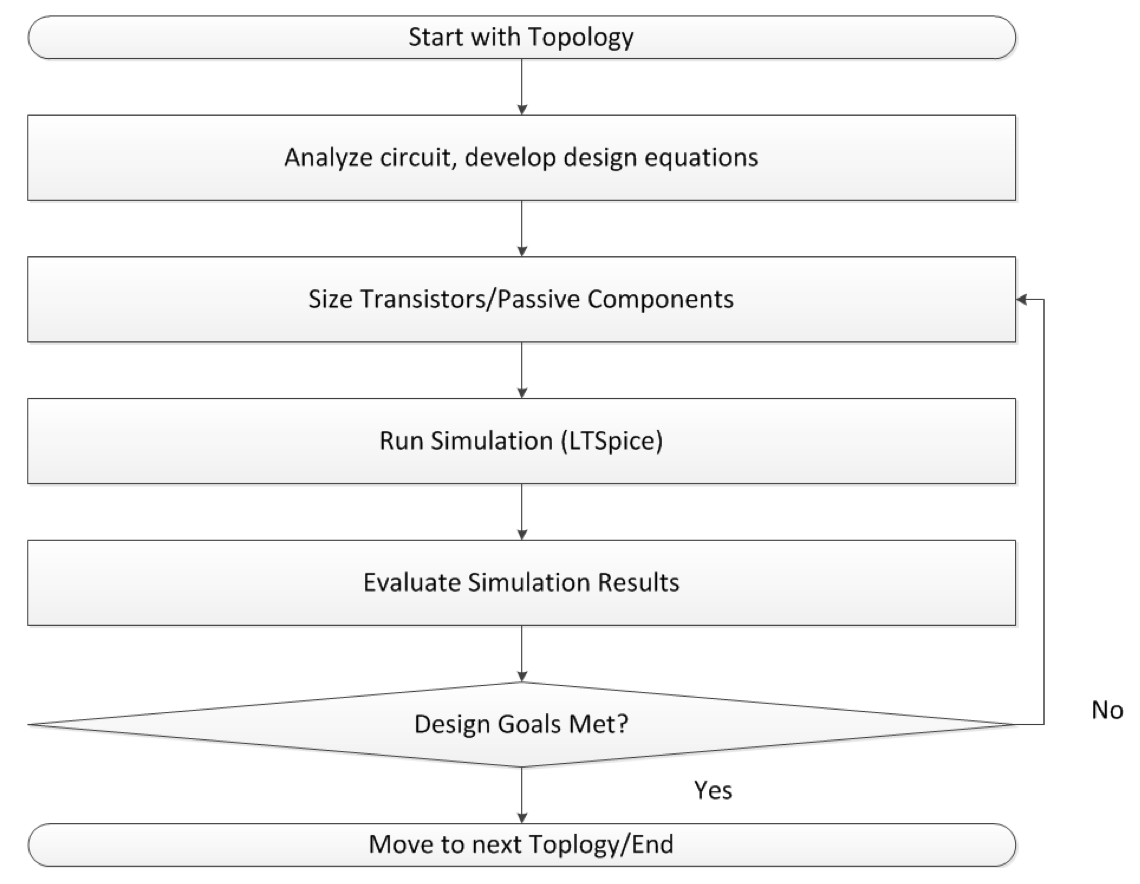 Start with Topology
Analyze circuit, develop design equations
Size Transistors/Passive Components
Run Simulation (LTSpice)
Evaluate Simulation Results
Design Goals Met?
No
Yes
Move to next Toplogy/End